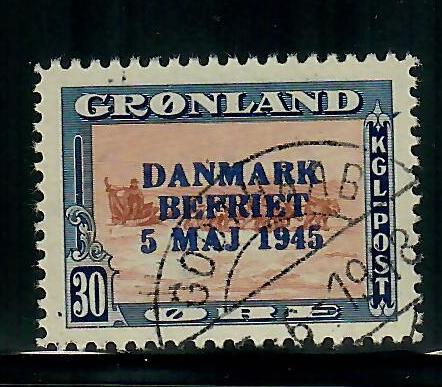 GRØNLAND
DANMARK
BEFRIET
5 MAJ 1945
KGL-POST
30
ØRE